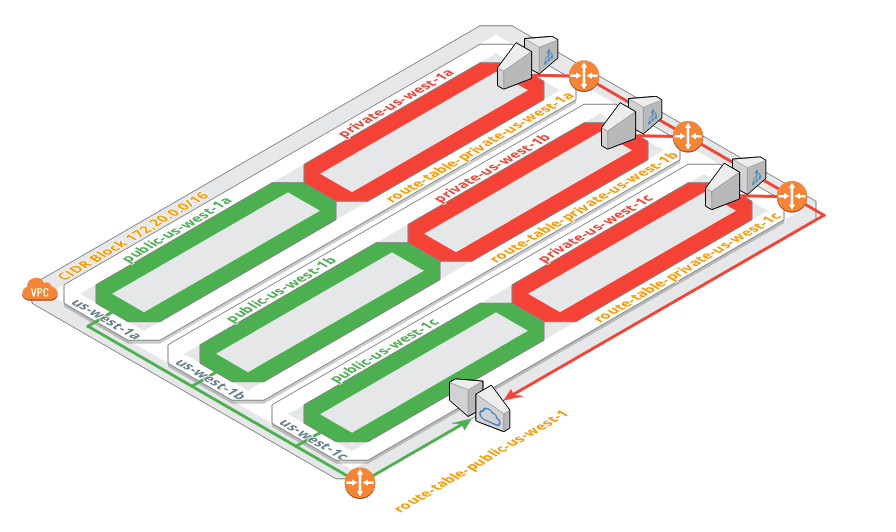 private-us-west-1a
route-table-private-us-west-1a
private-us-west-1b
CIDR Block 172.20.0.0/16
public-us-west-1a
route-table-private-us-west-1b
private-us-west-1c
VPC
us-west-1a
public-us-west-1b
route-table-private-us-west-1c
us-west-1b
public-us-west-1c
us-west-1c
route-table-public-us-west-1